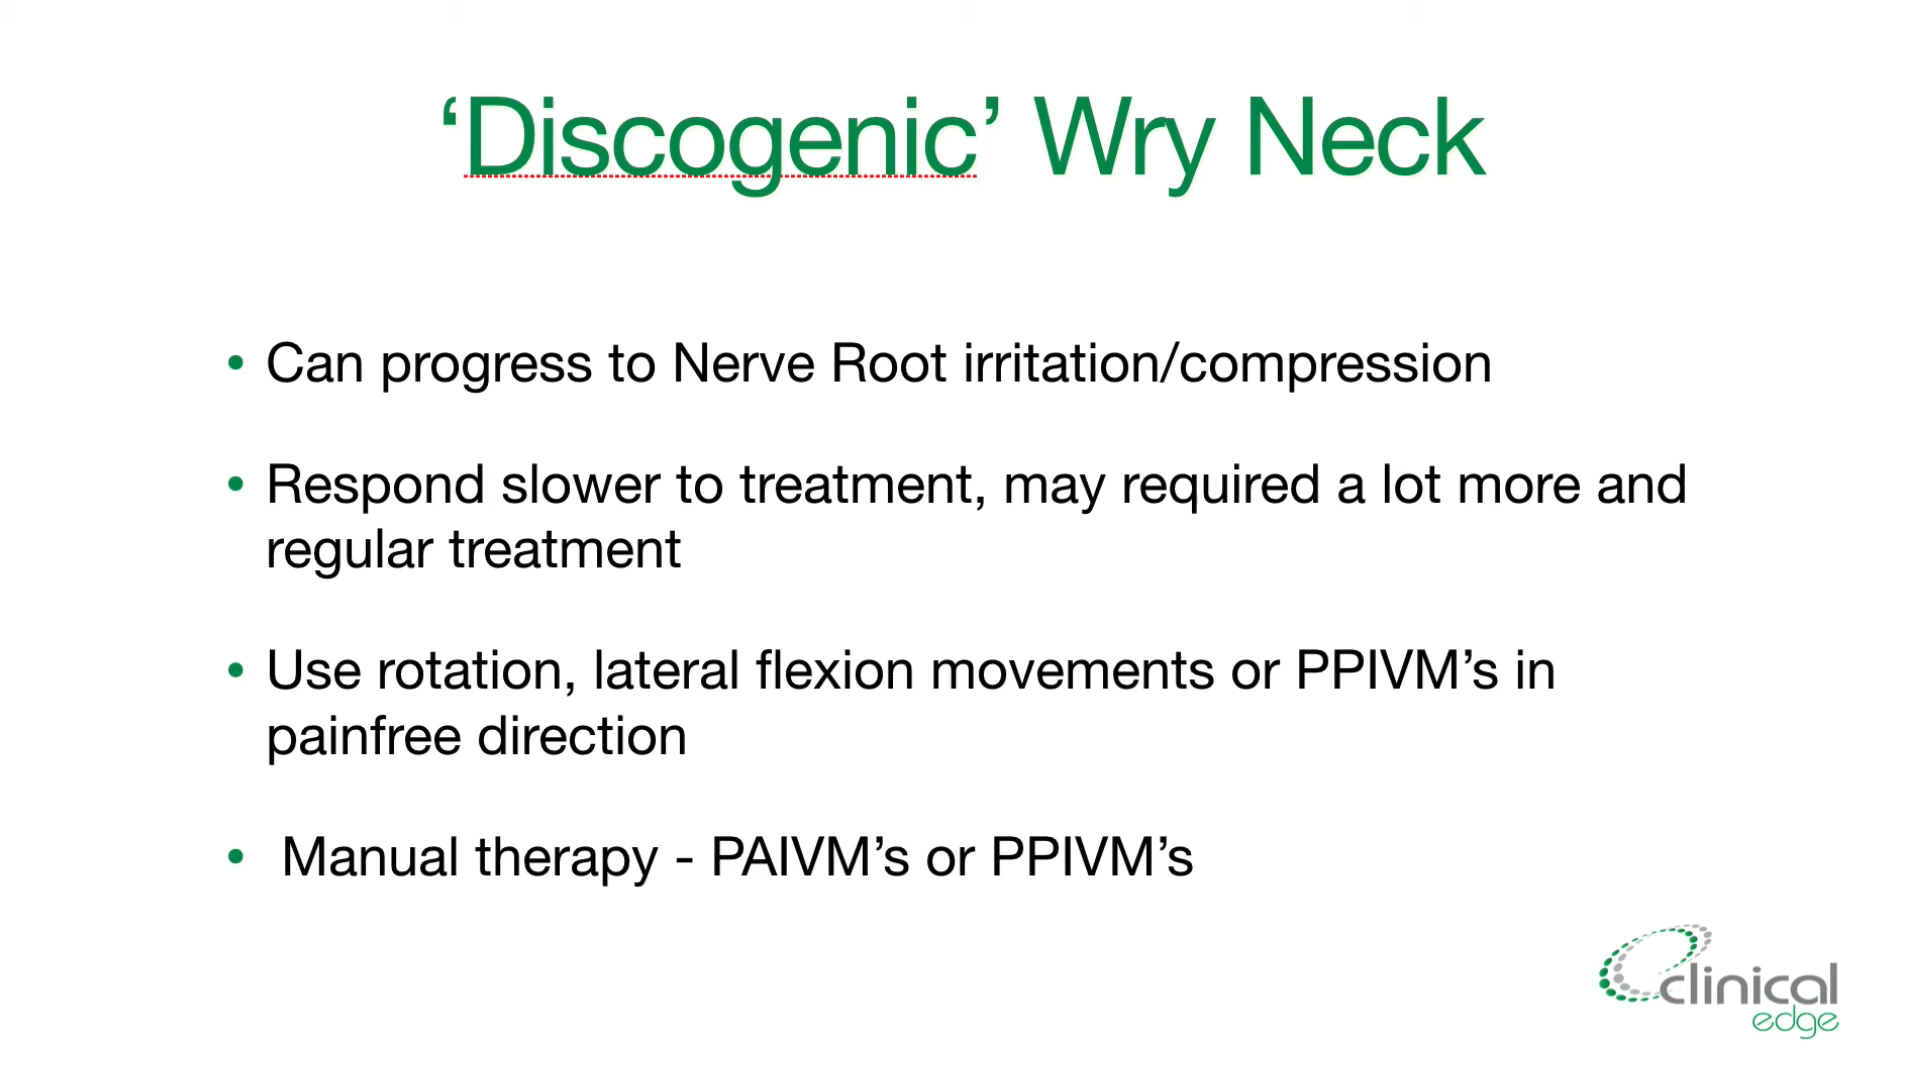 ‘Discogenic’ Wry Neck
• Can progress to Nerve Root irritation/compression
• Respond slower to treatment, may required a lot more and
regular treatment
• Use rotation, lateral flexion movements or PPIVM’s in
painfree direction
• Manual therapy - PAIVM’s or PPIVM’s
clinical
edge